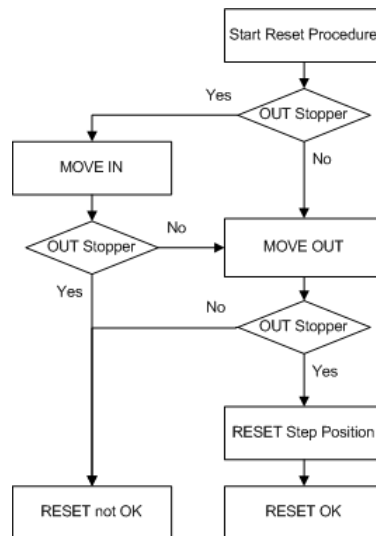 Start Reset Procedure
Yes
OUT Stopper
No
MOVE IN
OUT Stopper
No
MOVE OUT
Yes
No
OUT Stopper
Yes
RESET Step Position
RESET not OK
RESET OK